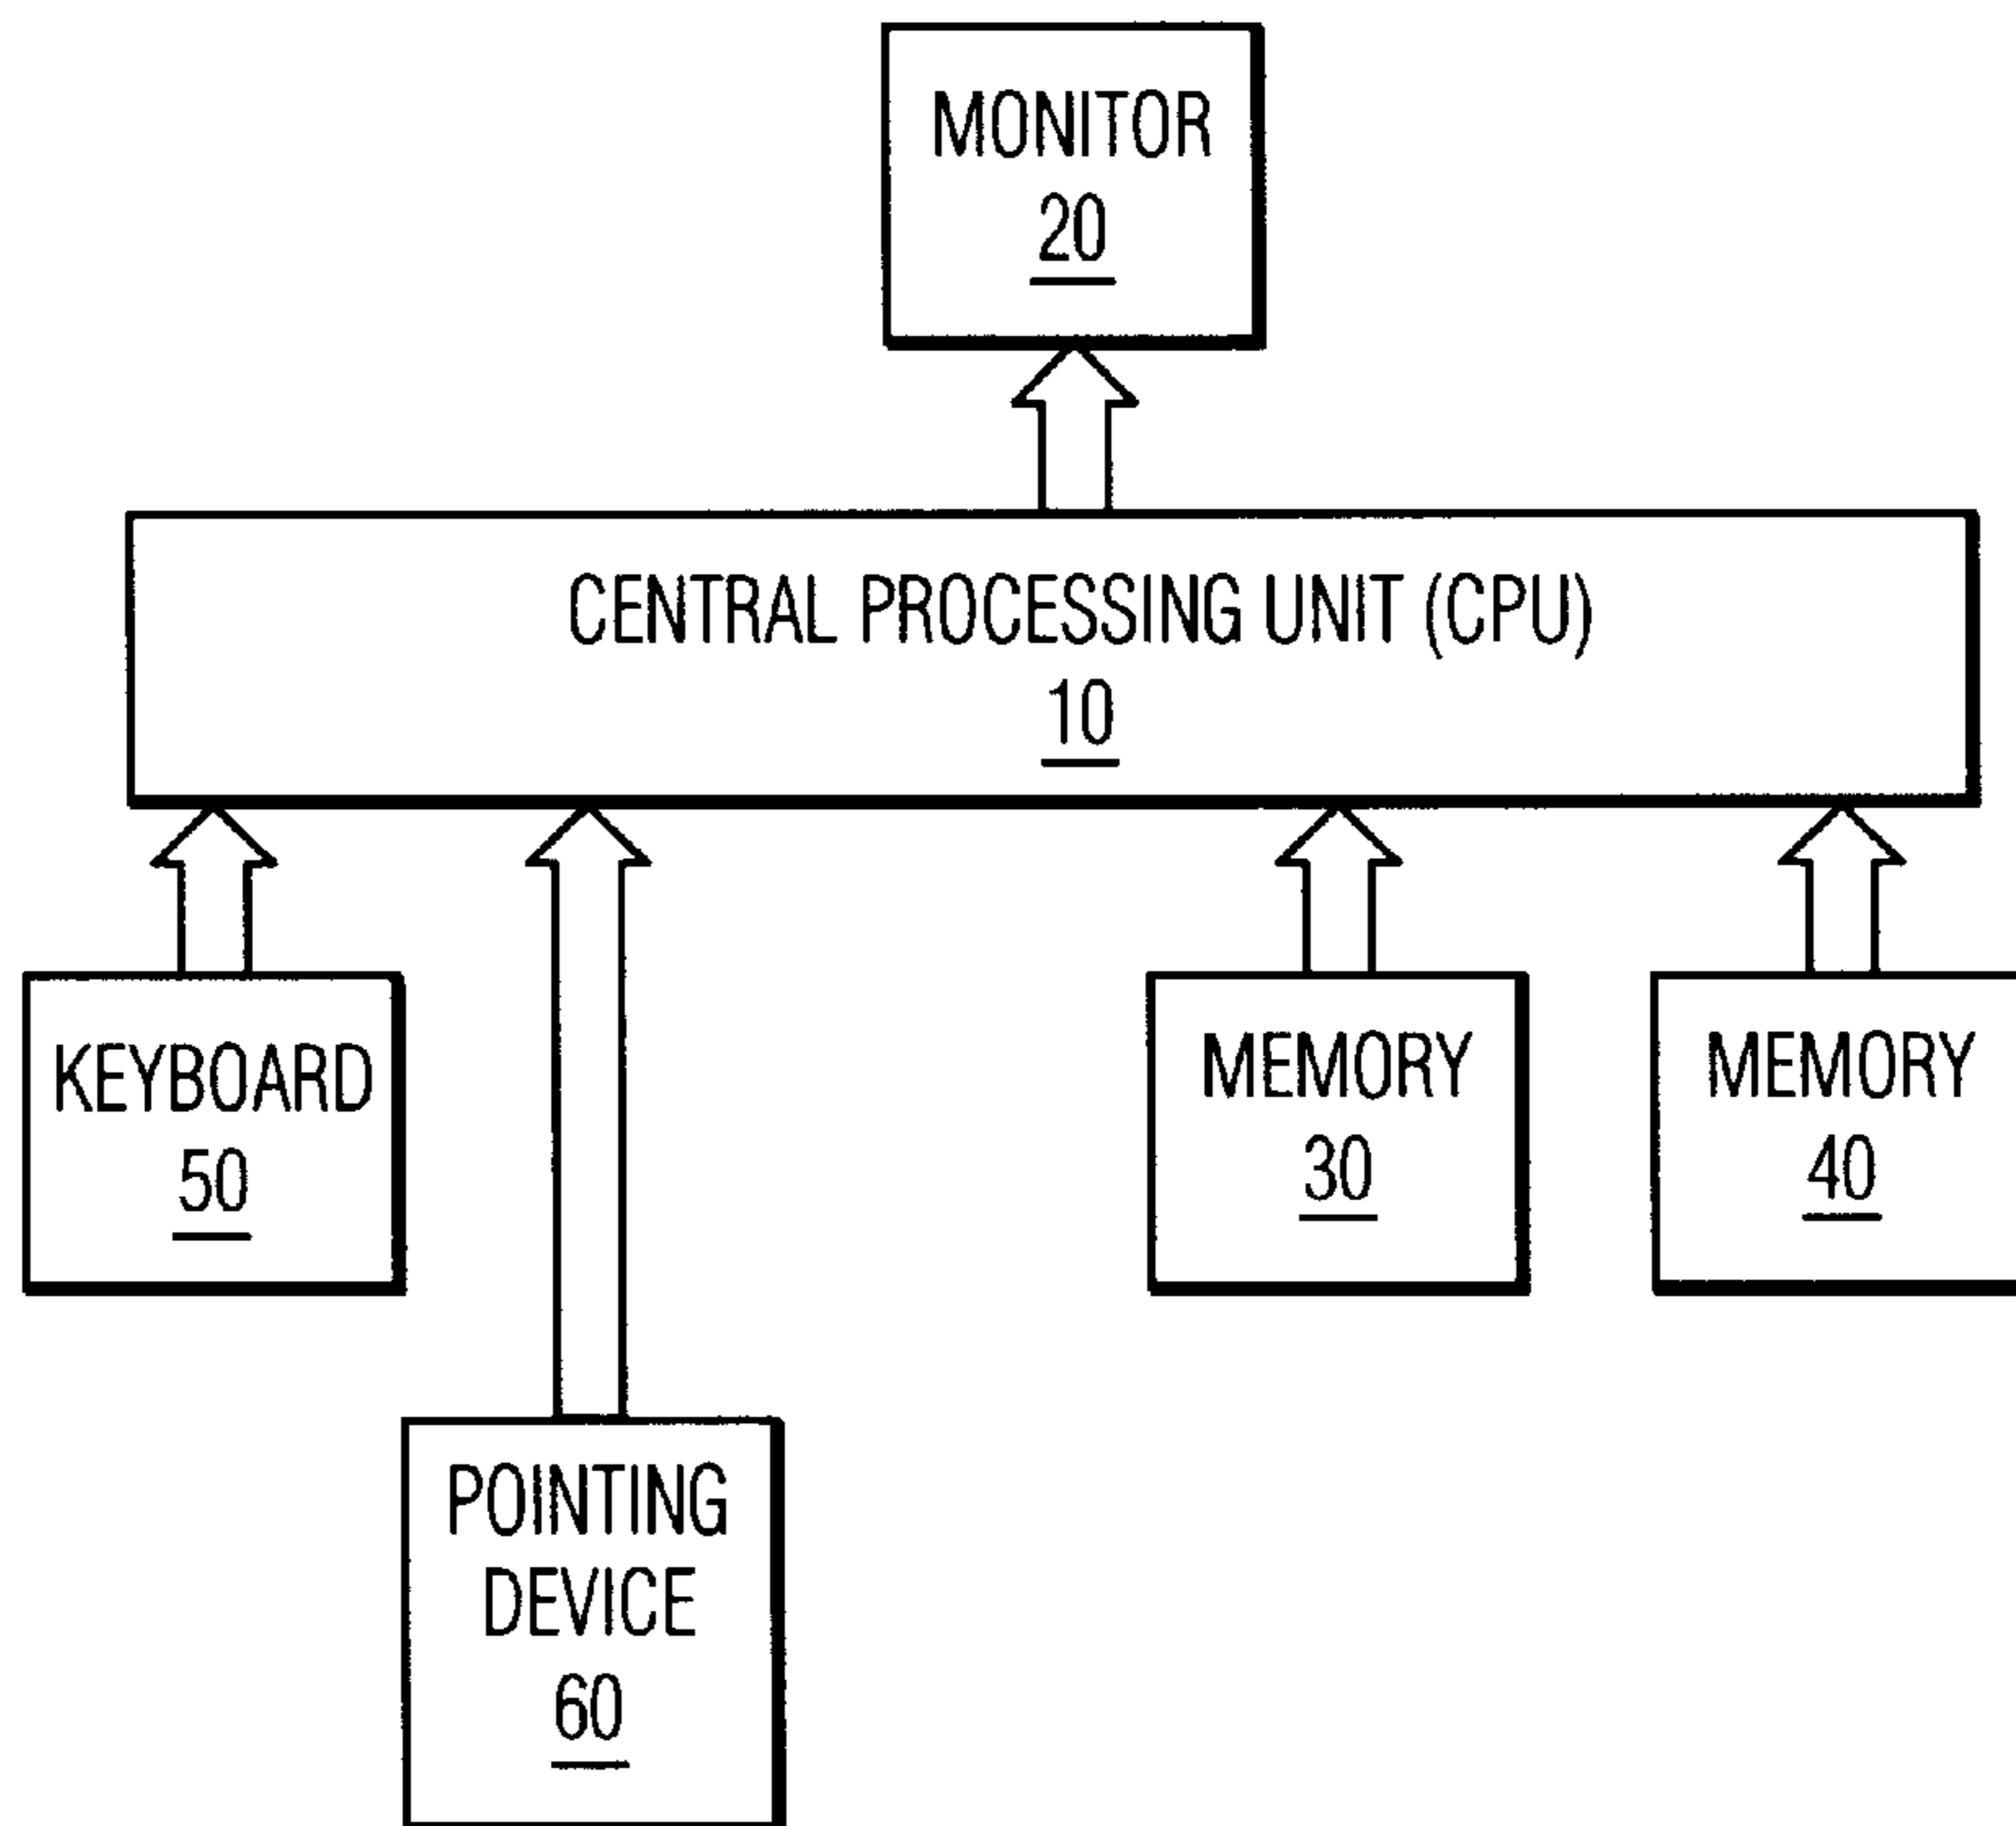 MONITOR
20
CENTRAL PROCESSING UNIT (CPU)
10
KEYBOARD
50
MEMORY
30
MEMORY
40
POINTING
DEVICE
60